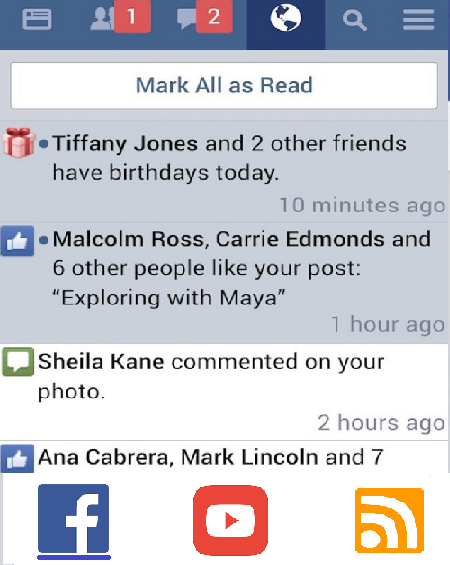 1
2
Mark All as Read
Tiffany Jones and 2 other friends
have birthdays today.
10 minutes ago
Malcolm Ross, Carrie Edmonds and
6 other people like your post:
“Exploring with Maya”
1 hour ago
Sheila Kane commented on your
photo.
2 hours ago
Ana Cabrera, Mark Lincoln and 7